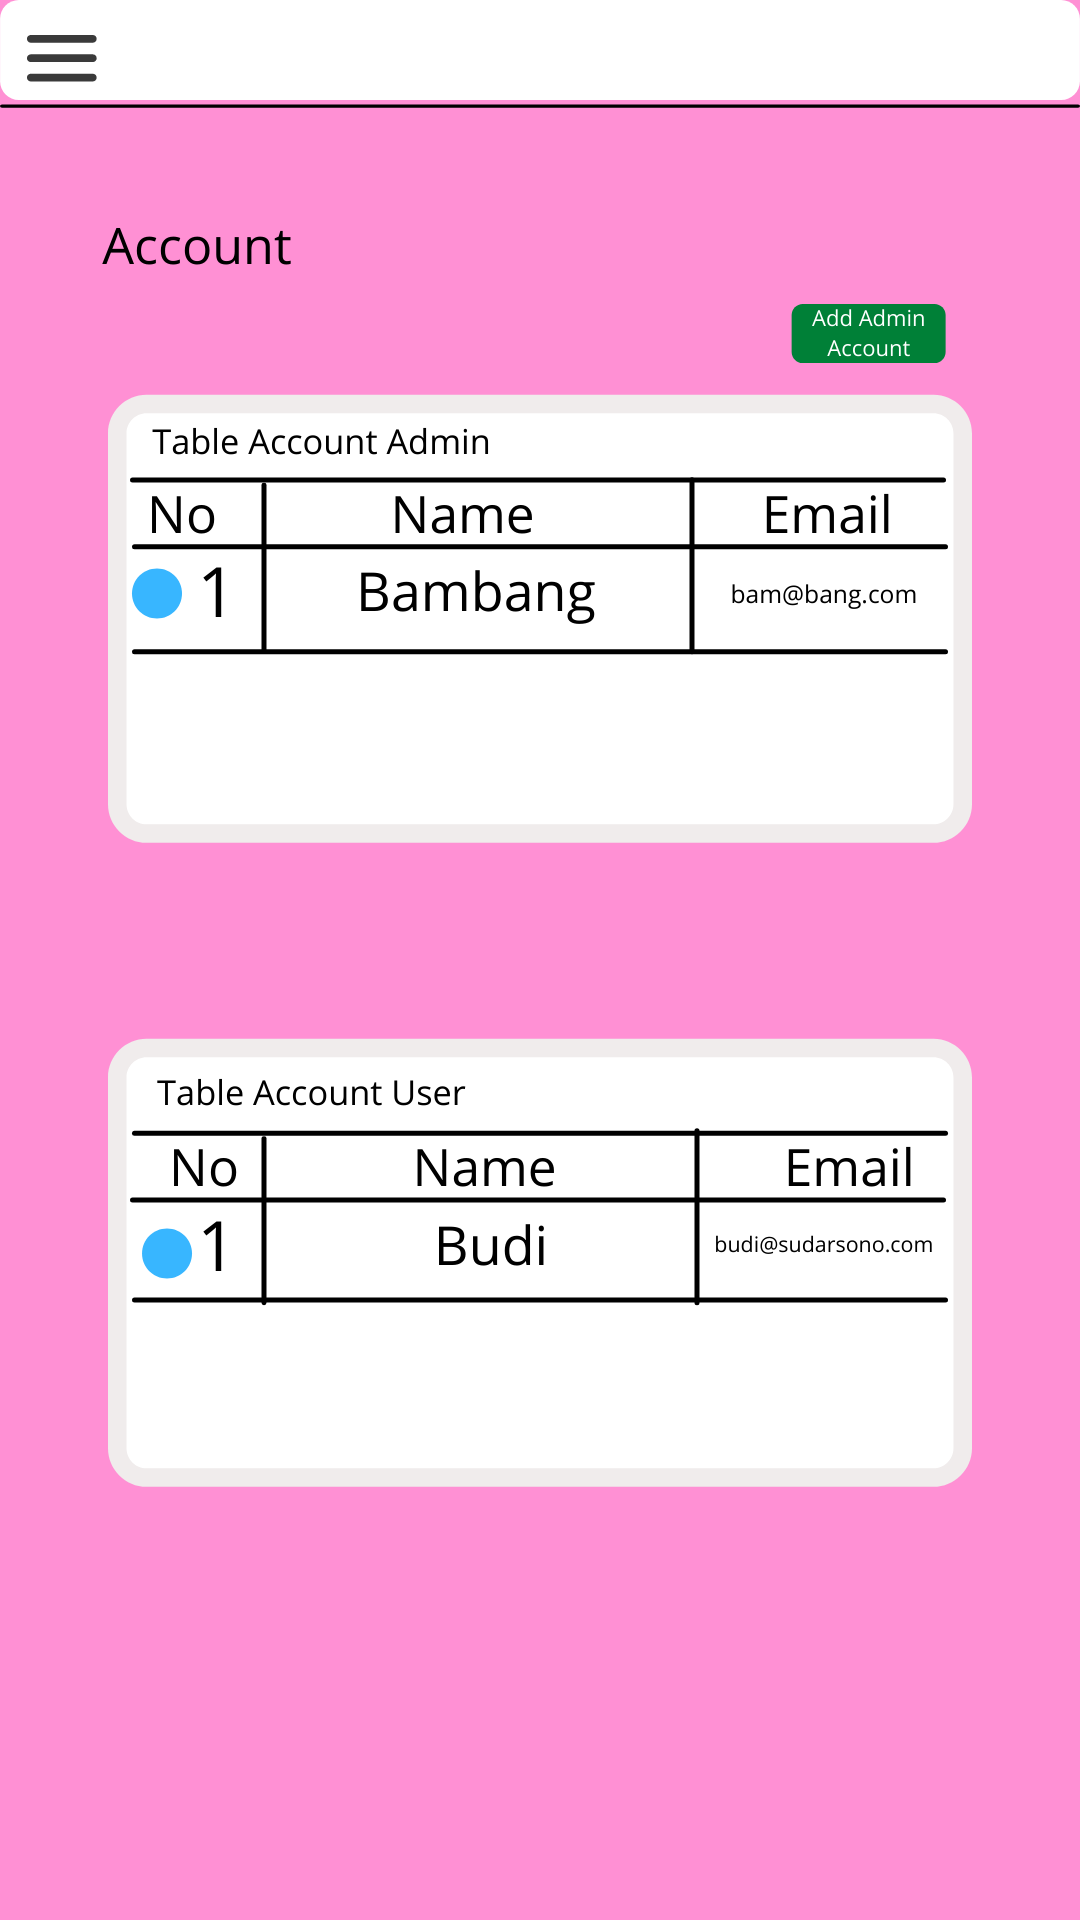 Account
Add Admin
Account
Table Account Admin
No Name Email
1 Bambang bam@bang.com
Table Account User
No Name Email
1 Budi budi@sudarsono.com